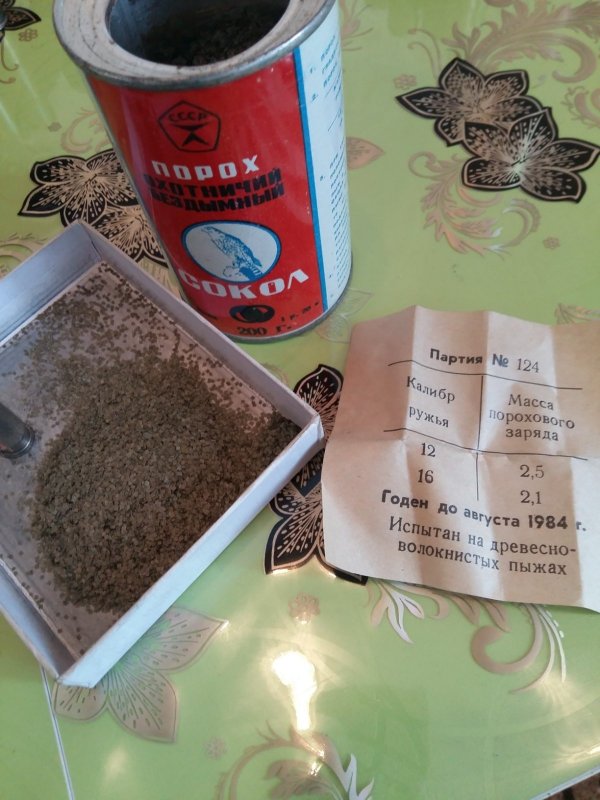 СССР
ПОРОХ
ОХОТНИЧИЙ
БЕЗДЫМНЫЙ
СОКОЛ
200 г.
Партия № 124
Калибр ружья
Масса порохового заряда
12 2,5
16 2,1
Годен до августа 1984 г.
Испытан на древесно-
волокнистых пыжах